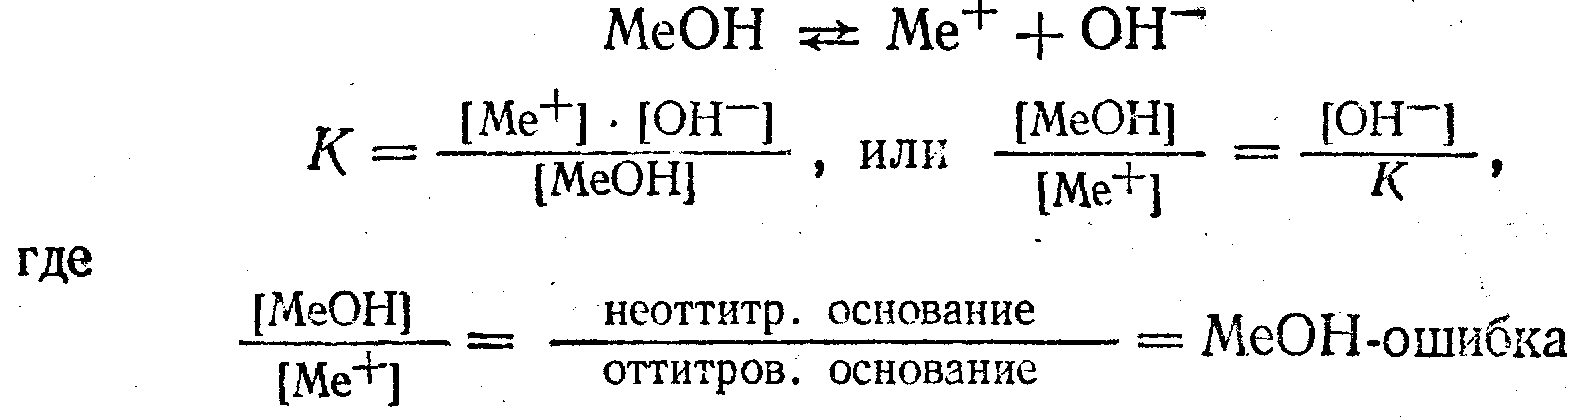 MeOH ⇄ Me⁺ + OH⁻
K = [Me⁺] · [OH⁻] / [MeOH] , или [MeOH] / [Me⁺] = [OH⁻] / K ,
где
[MeOH] / [Me⁺] = неоттитр. основание / оттитров. основание = MeOH-ошибка